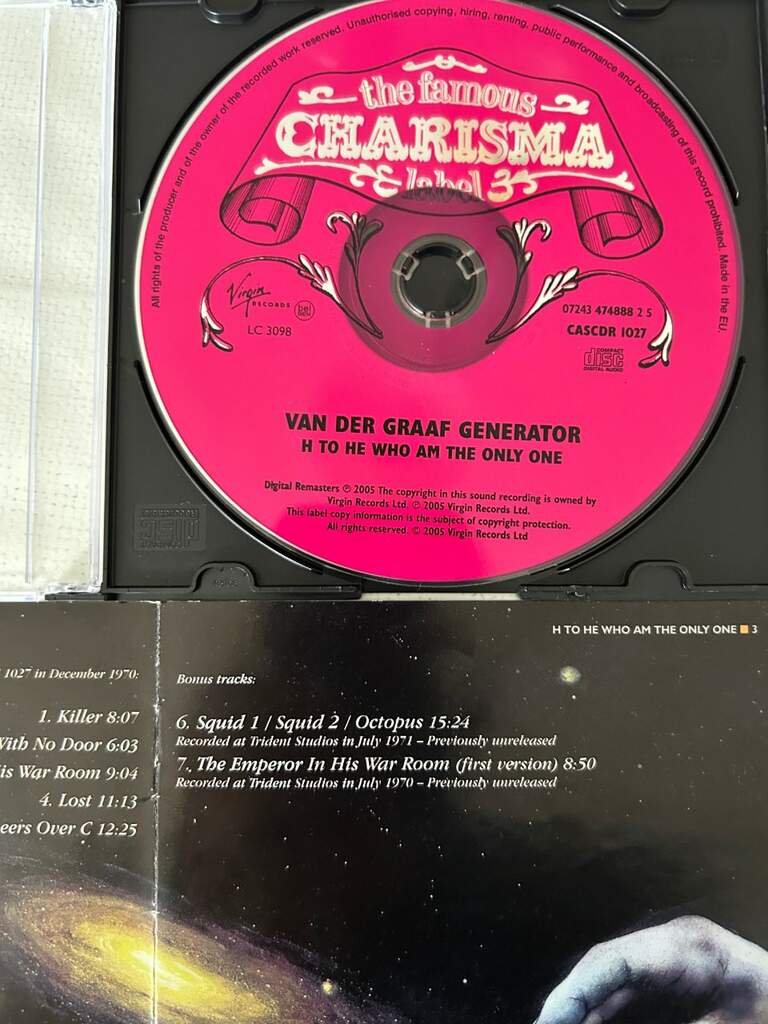 All rights of the producer and of the owner of the recorded work reserved. Unauthorised copying, hiring, renting, public performance and broadcasting of this record prohibited. Made in the EU.
the famous
CHARISMA
label
Virgin
RECORDS
LC 3098
07243 474888 2 5
CASCDR 1027
COMPACT
disc
DIGITAL AUDIO
VAN DER GRAAF GENERATOR
H TO HE WHO AM THE ONLY ONE
Digital Remasters ℗ 2005 The copyright in this sound recording is owned by
Virgin Records Ltd. ℗ 2005 Virgin Records Ltd.
This label copy information is the subject of copyright protection.
All rights reserved. © 2005 Virgin Records Ltd
H TO HE WHO AM THE ONLY ONE ■ 3
1027 in December 1970:
1. Killer 8:07
With No Door 6:03
is War Room 9:04
4. Lost 11:13
eers Over C 12:25
Bonus tracks:
6. Squid 1 / Squid 2 / Octopus 15:24
Recorded at Trident Studios in July 1971 – Previously unreleased
7. The Emperor In His War Room (first version) 8:50
Recorded at Trident Studios in July 1970 – Previously unreleased